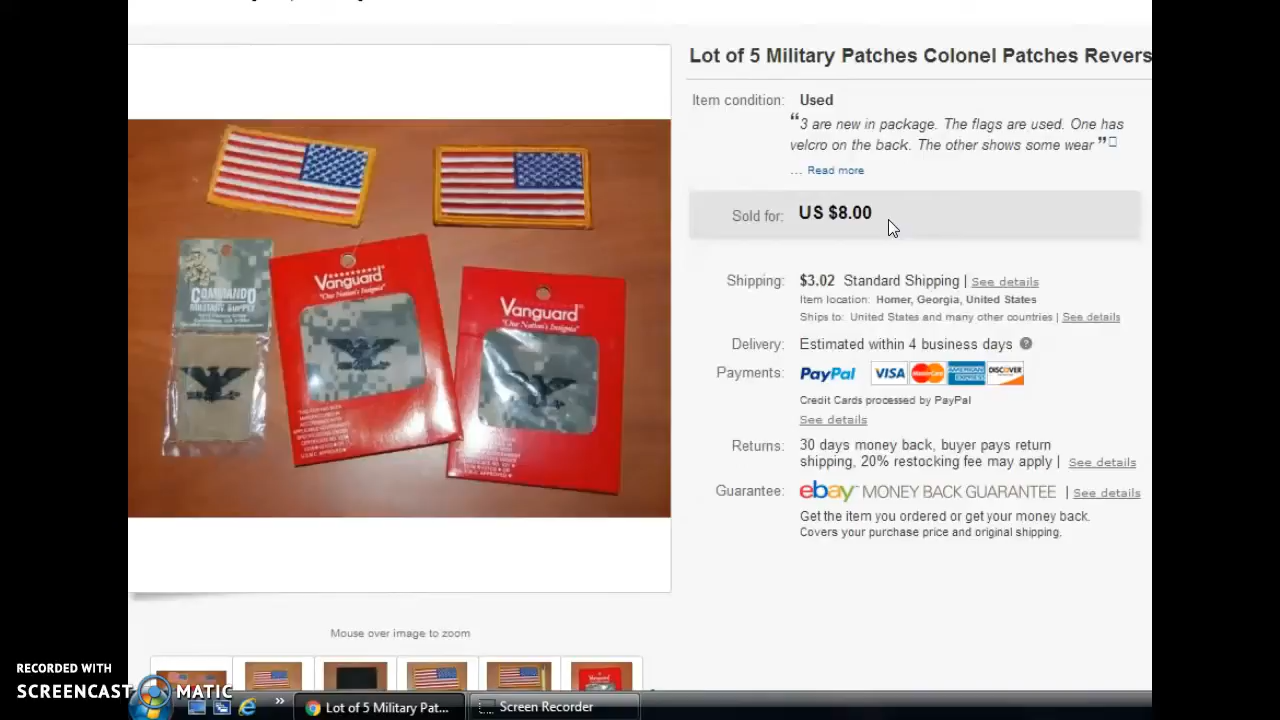 Lot of 5 Military Patches Colonel Patches Revers
Item condition: Used
“3 are new in package. The flags are used. One has
velcro on the back. The other shows some wear ”
... Read more
Sold for: US $8.00
Shipping: $3.02 Standard Shipping | See details
Item location: Homer, Georgia, United States
Ships to: United States and many other countries | See details
Delivery: Estimated within 4 business days ?
Payments: PayPal VISA MasterCard AMERICAN EXPRESS DISCOVER
Credit Cards processed by PayPal
See details
Returns: 30 days money back, buyer pays return
shipping, 20% restocking fee may apply | See details
Guarantee: ebay MONEY BACK GUARANTEE | See details
Get the item you ordered or get your money back.
Covers your purchase price and original shipping.
COMMANDO
MILITARY SUPPLY
Vanguard
"Our Nation's Insignia"
Vanguard
"Our Nation's Insignia"
Mouse over image to zoom
RECORDED WITH
SCREENCAST MATIC
» Lot of 5 Military Pat... Screen Recorder